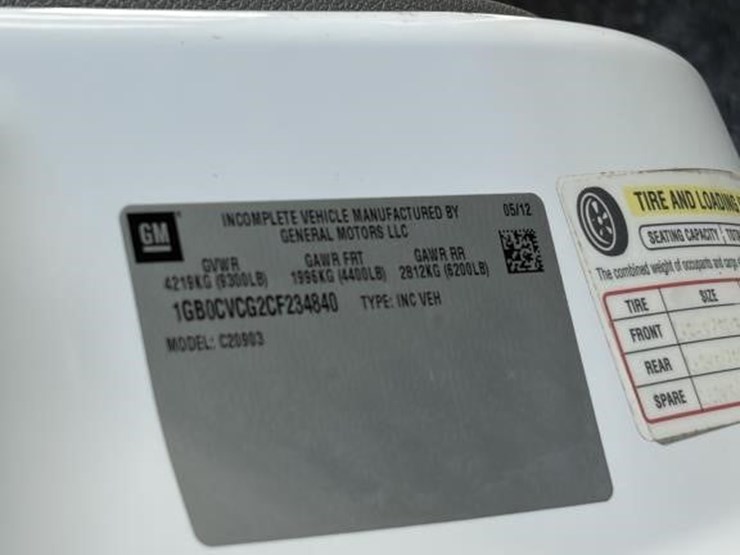 GM
INCOMPLETE VEHICLE MANUFACTURED BY
GENERAL MOTORS LLC
05/12
GVWR GAWR FRT GAWR RR
4219KG (9300LB) 1996KG (4400LB) 2812KG (6200LB)
1GB0CVCG2CF234840 TYPE: INC VEH
MODEL: C20903
TIRE AND LOADING
SEATING CAPACITY
The combined weight of occupants and cargo
TIRE SIZE
FRONT
REAR
SPARE